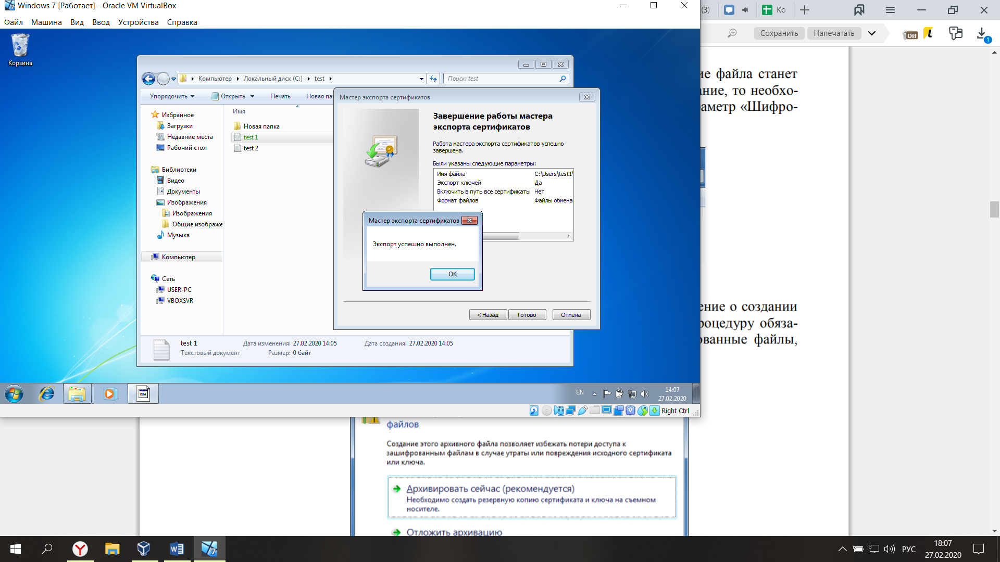 Windows 7 [Работает] - Oracle VM VirtualBox
Файл Машина Вид Ввод Устройства Справка
(3)
Ко
Сохранить Напечатать
Off
1
Корзина
Компьютер Локальный диск (C:) test
Поиск: test
Упорядочить Открыть Печать Новая
Избранное
Загрузки
Недавние места
Рабочий стол
Библиотеки
Видео
Документы
Изображения
Изображения
Общие изображе
Музыка
Компьютер
Сеть
USER-PC
VBOXSVR
Имя
Новая папка
test 1
test 2
test 1
Текстовый документ
Дата изменения: 27.02.2020 14:05
Размер: 0 байт
Дата создания: 27.02.2020 14:05
Мастер экспорта сертификатов
Завершение работы мастера
экспорта сертификатов
Работа мастера экспорта сертификатов успешно
завершена.
Были указаны следующие параметры:
Имя файла C:\Users\test1\
Экспорт ключей Да
Включить в путь все сертификаты Нет
Формат файлов Файлы обмена
Мастер экспорта сертификатов
Экспорт успешно выполнен.
OK
< Назад Готово Отмена
EN
14:07
27.02.2020
Right Ctrl
ие файла станет
ание, то необхо-
аметр «Шифро-
ение о создании
роцедуру обяза-
ованные файлы,
файлов
Создание этого архивного файла позволяет избежать потери доступа к
зашифрованным файлам в случае утраты или повреждения исходного сертификата
или ключа.
Архивировать сейчас (рекомендуется)
Необходимо создать резервную копию сертификата и ключа на съемном
носителе.
Отложить архивацию
РУС
18:07
27.02.2020